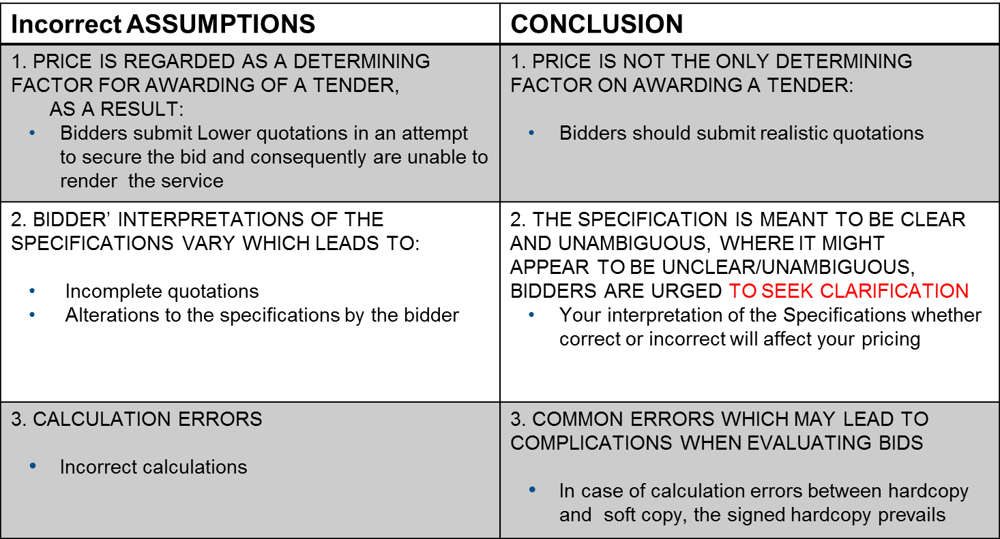 Incorrect ASSUMPTIONS
CONCLUSION
1. PRICE IS REGARDED AS A DETERMINING
FACTOR FOR AWARDING OF A TENDER,
AS A RESULT:
• Bidders submit Lower quotations in an attempt
to secure the bid and consequently are unable to
render the service
1. PRICE IS NOT THE ONLY DETERMINING
FACTOR ON AWARDING A TENDER:
• Bidders should submit realistic quotations
2. BIDDER’ INTERPRETATIONS OF THE
SPECIFICATIONS VARY WHICH LEADS TO:
• Incomplete quotations
• Alterations to the specifications by the bidder
2. THE SPECIFICATION IS MEANT TO BE CLEAR
AND UNAMBIGUOUS, WHERE IT MIGHT
APPEAR TO BE UNCLEAR/UNAMBIGUOUS,
BIDDERS ARE URGED TO SEEK CLARIFICATION
• Your interpretation of the Specifications whether
correct or incorrect will affect your pricing
3. CALCULATION ERRORS
• Incorrect calculations
3. COMMON ERRORS WHICH MAY LEAD TO
COMPLICATIONS WHEN EVALUATING BIDS
• In case of calculation errors between hardcopy
and soft copy, the signed hardcopy prevails